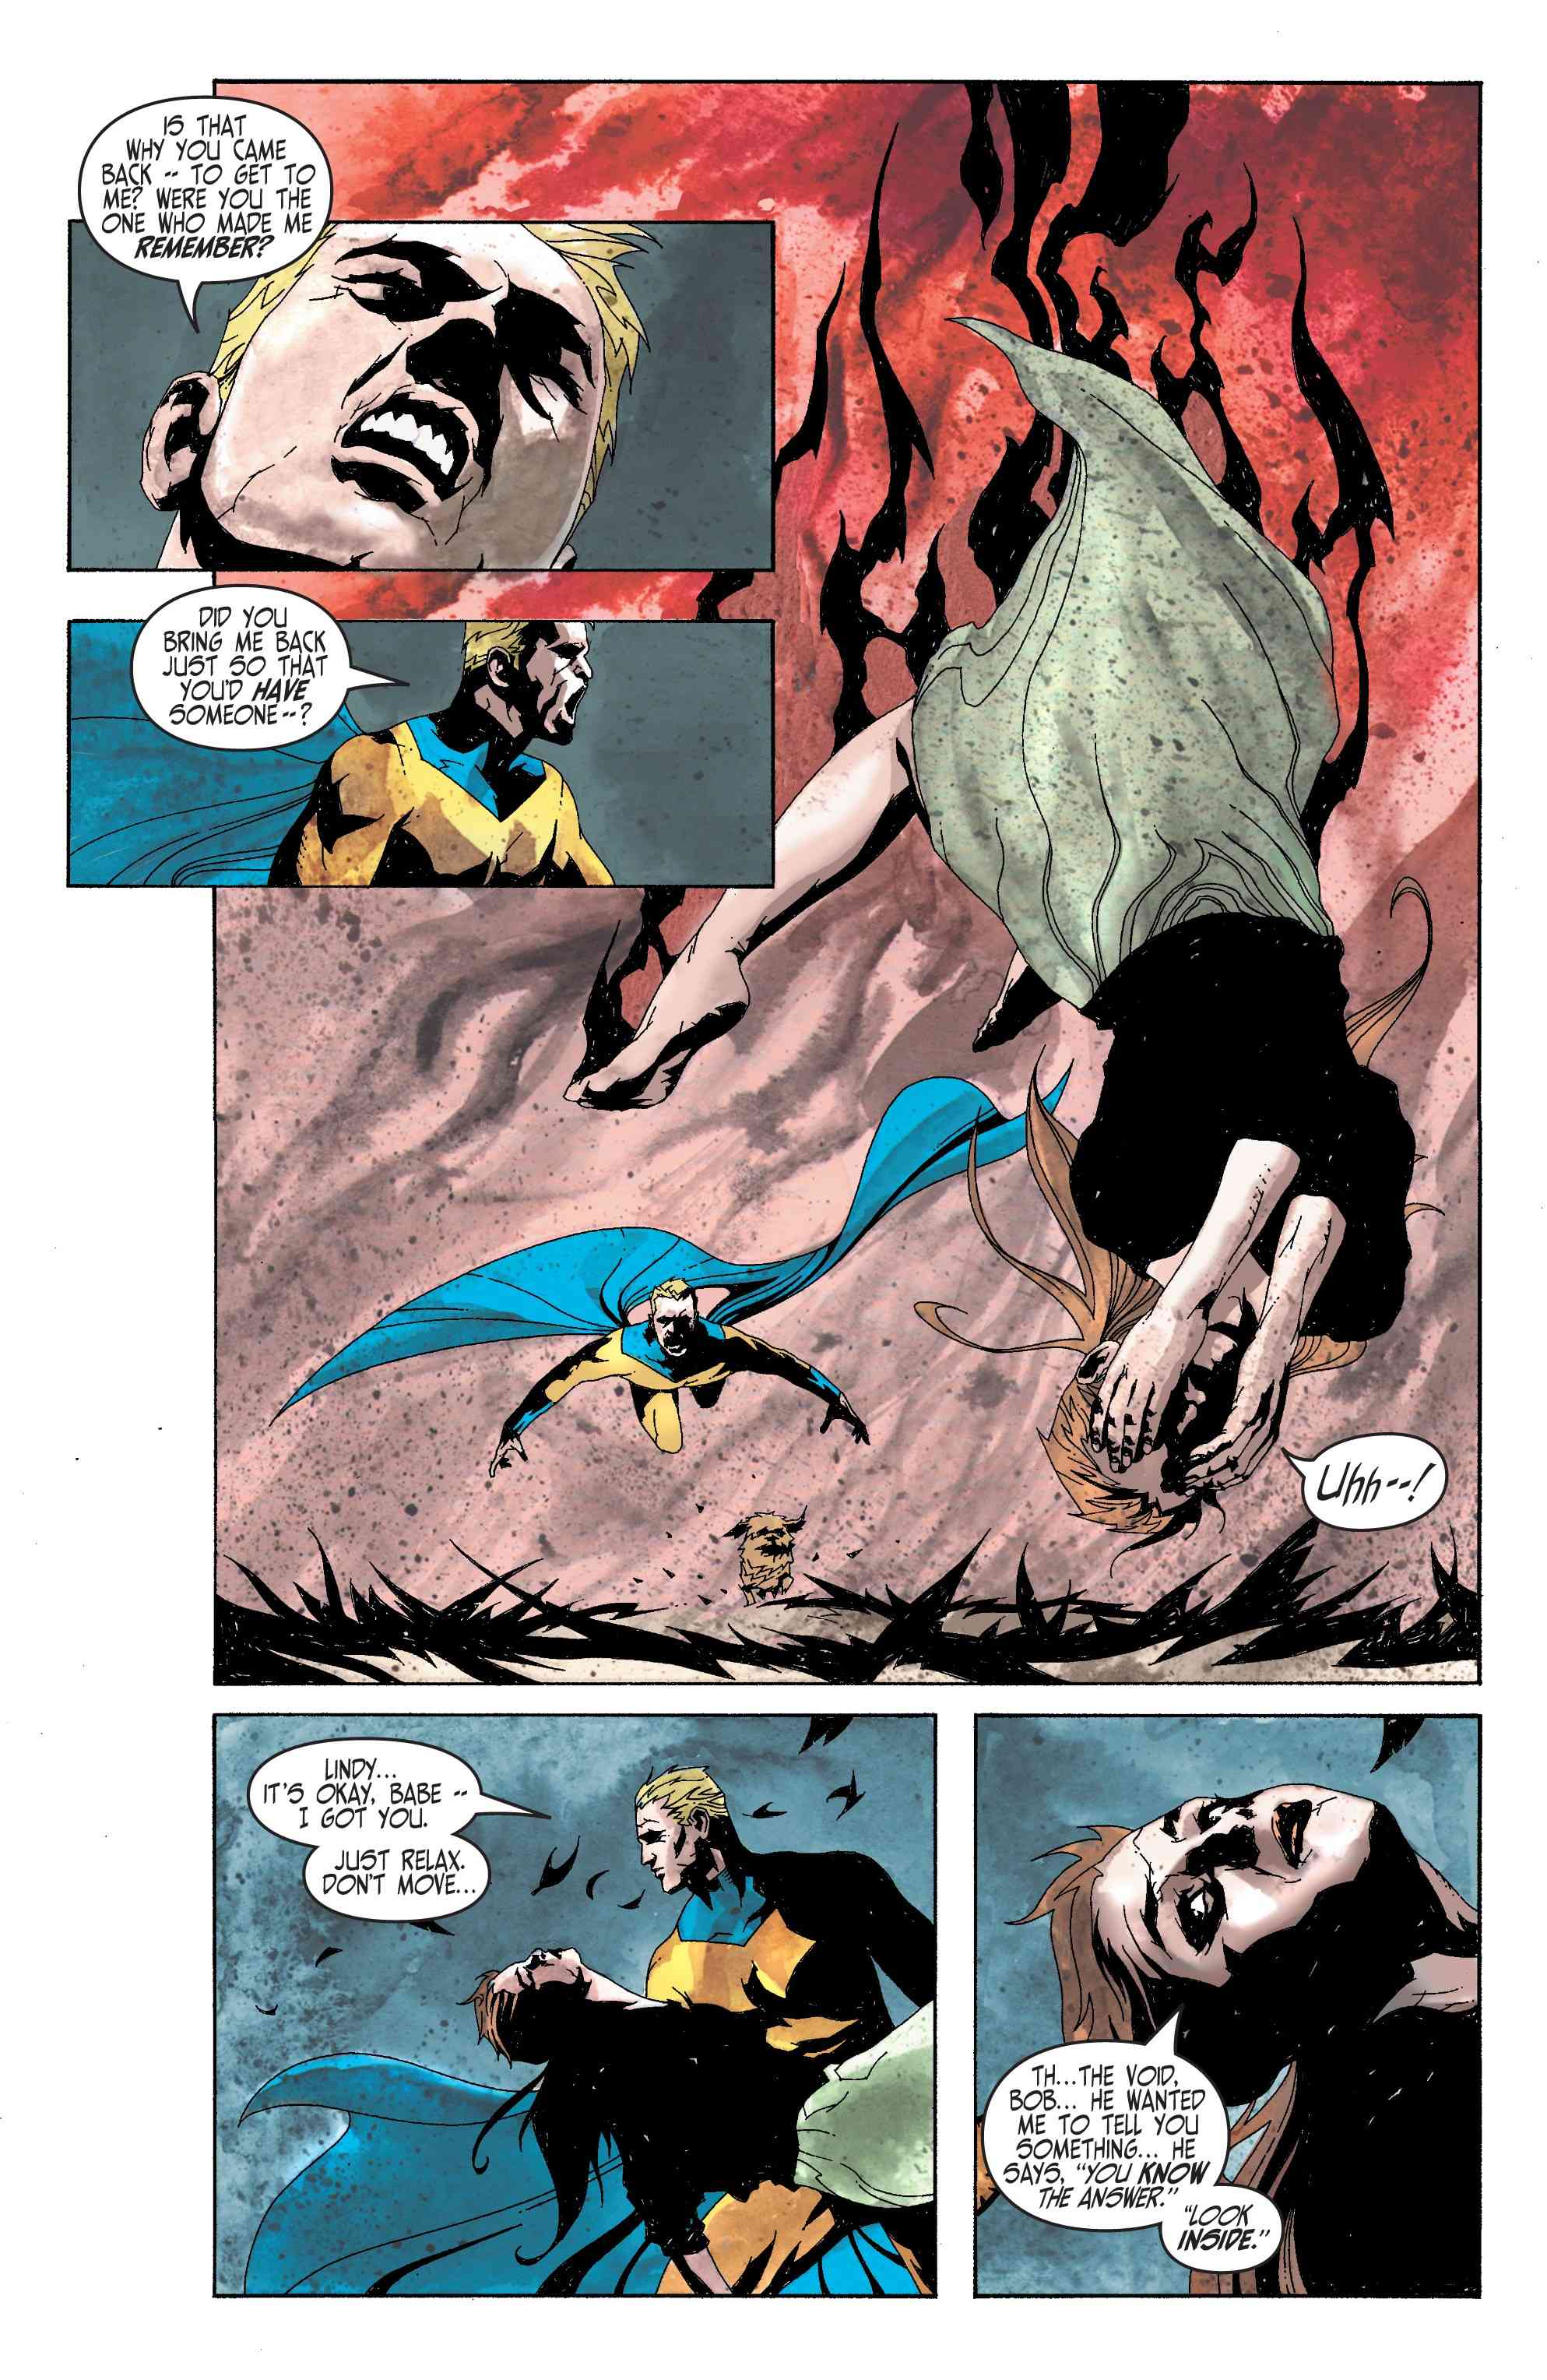 IS THAT
WHY YOU CAME
BACK -- TO GET TO
ME? WERE YOU THE
ONE WHO MADE ME
REMEMBER?
DID YOU
BRING ME BACK
JUST SO THAT
YOU'D HAVE
SOMEONE--?
Uhh--!
LINDY...
IT'S OKAY, BABE --
I GOT YOU.
JUST RELAX.
DON'T MOVE...
TH...THE VOID,
BOB... HE WANTED
ME TO TELL YOU
SOMETHING... HE
SAYS, "YOU KNOW
THE ANSWER."
"LOOK
INSIDE."